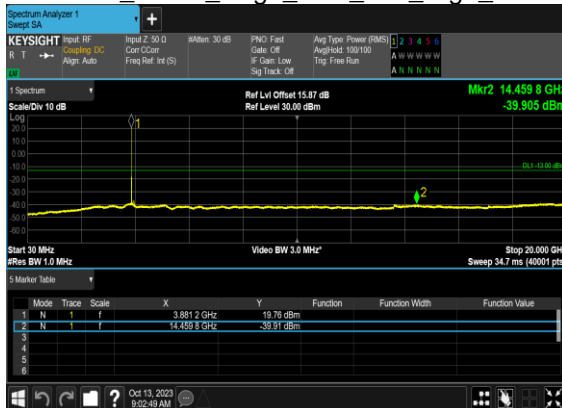 Spectrum Analyzer 1
Swept SA
+
KEYSIGHT
R T
Input: RF
Coupling: DC
Align: Auto
Input Z: 50 Ω
Corr CCorr
Freq Ref: Int (S)
#Atten: 30 dB
PNO: Fast
Gate: Off
IF Gain: Low
Sig Track: Off
Avg Type: Power (RMS)
Avg|Hold: 100/100
Trig: Free Run
1 2 3 4 5 6
A W W W W W
A N N N N N
1 Spectrum
Scale/Div 10 dB
Ref Lvl Offset 15.87 dB
Ref Level 30.00 dBm
Mkr2 14.459 8 GHz
-39.905 dBm
Log
20.0
10.0
0.00
-10.0
-20.0
-30.0
-40.0
-50.0
-60.0
1
2
DL1 -13.00 dBm
Start 30 MHz
#Res BW 1.0 MHz
Video BW 3.0 MHz*
Stop 20.000 GH
Sweep 34.7 ms (40001 pts
5 Marker Table
Mode Trace Scale X Y Function Function Width Function Value
1 N 1 f 3.881 2 GHz 19.76 dBm
2 N 1 f 14.459 8 GHz -39.91 dBm
3
4
5
6
?
Oct 13, 2023
9:02:49 AM